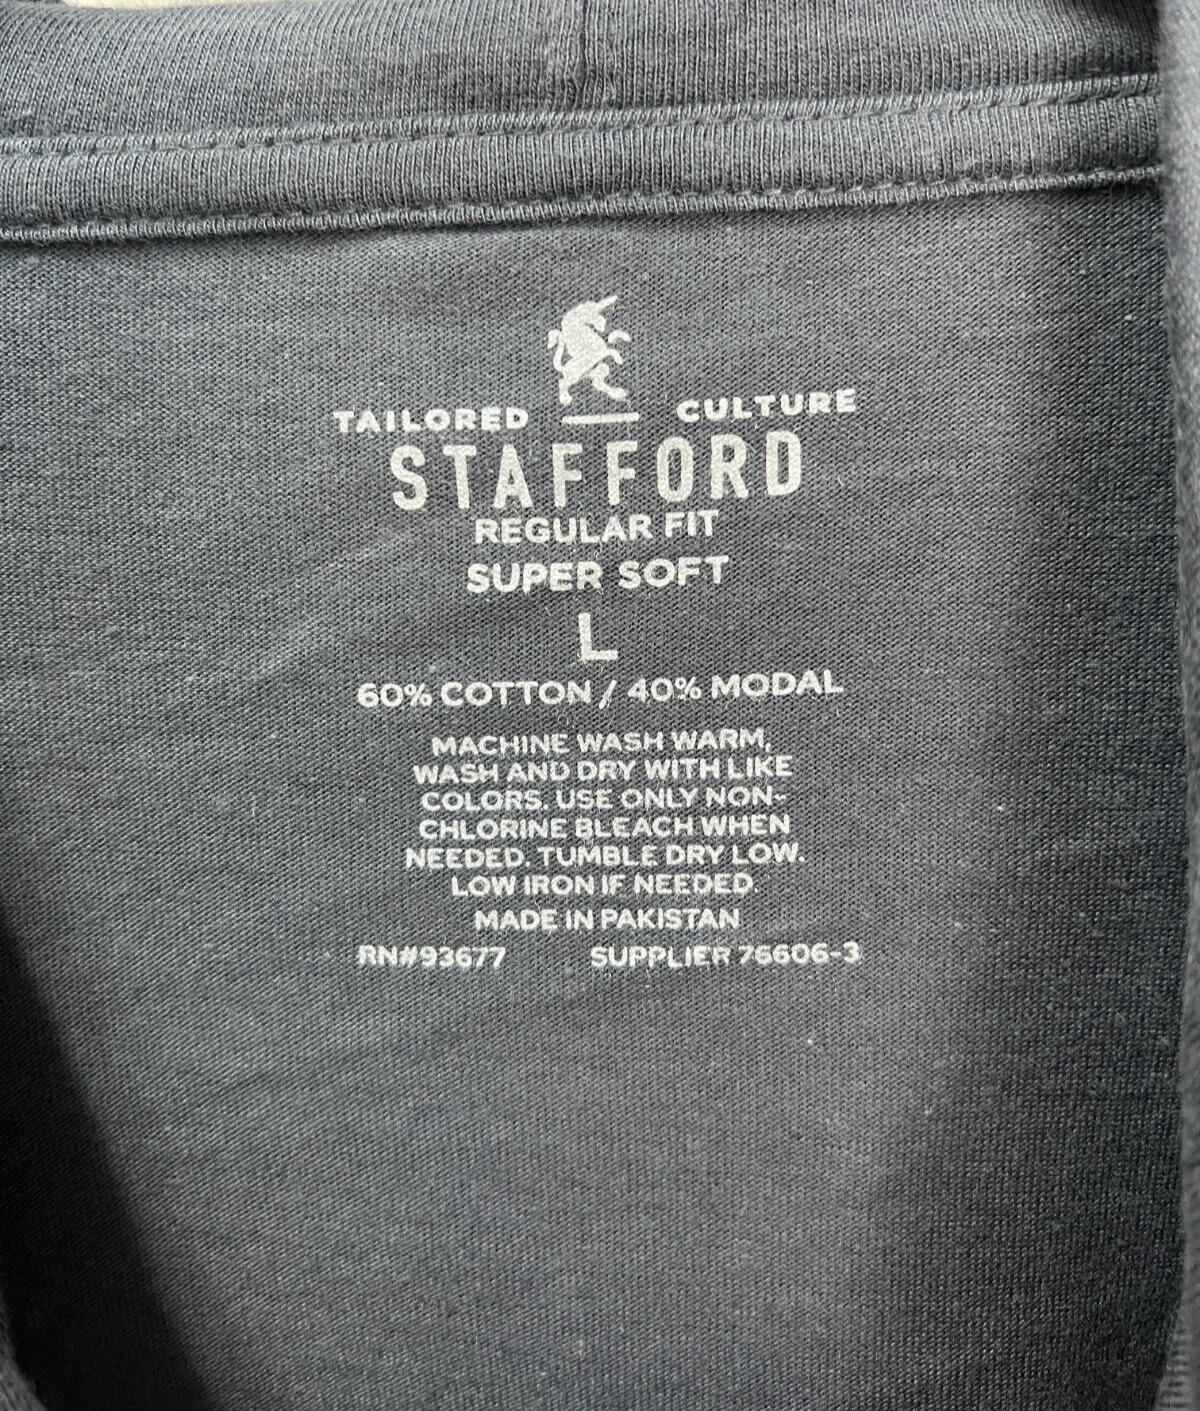 TAILORED CULTURE
STAFFORD
REGULAR FIT
SUPER SOFT
L
60% COTTON / 40% MODAL
MACHINE WASH WARM,
WASH AND DRY WITH LIKE
COLORS. USE ONLY NON-
CHLORINE BLEACH WHEN
NEEDED. TUMBLE DRY LOW.
LOW IRON IF NEEDED.
MADE IN PAKISTAN
RN#93677 SUPPLIER 76606-3